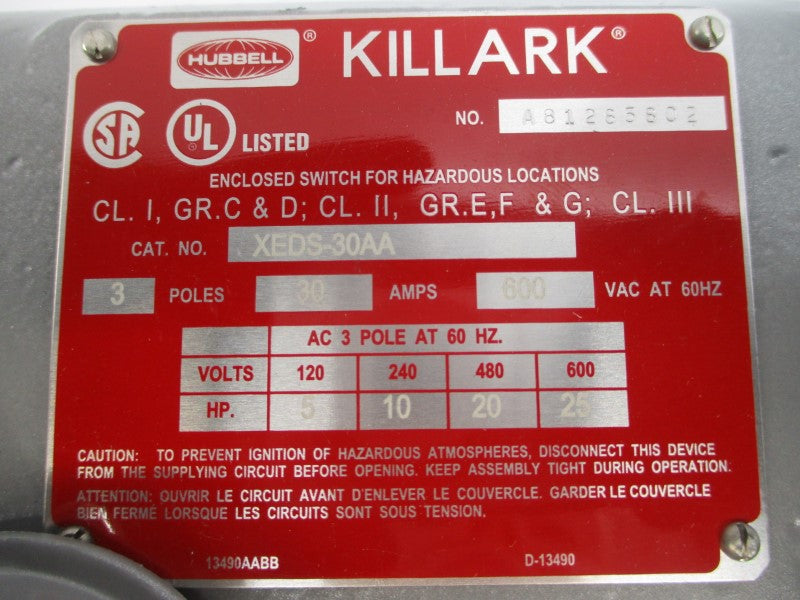 HUBBELL ® KILLARK®
SA
UL LISTED
NO. A81265802
ENCLOSED SWITCH FOR HAZARDOUS LOCATIONS
CL. I, GR.C & D; CL. II, GR.E,F & G; CL. III
CAT. NO. XEDS-30AA
3 POLES 30 AMPS 600 VAC AT 60HZ
AC 3 POLE AT 60 HZ.
VOLTS 120 240 480 600
HP. 5 10 20 25
CAUTION: TO PREVENT IGNITION OF HAZARDOUS ATMOSPHERES, DISCONNECT THIS DEVICE
FROM THE SUPPLYING CIRCUIT BEFORE OPENING. KEEP ASSEMBLY TIGHT DURING OPERATION.
ATTENTION: OUVRIR LE CIRCUIT AVANT D'ENLEVER LE COUVERCLE. GARDER LE COUVERCLE
BIEN FERMÉ LORSQUE LES CIRCUITS SONT SOUS TENSION.
13490AABB D-13490